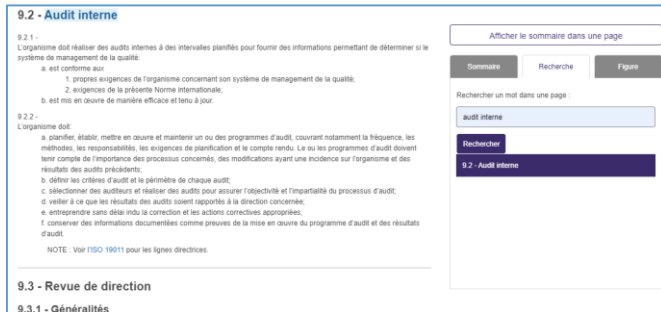 9.2 - Audit interne
9.2.1 -
L'organisme doit réaliser des audits internes à des intervalles planifiés pour fournir des informations permettant de déterminer si le
système de management de la qualité:
a. est conforme aux:
1. propres exigences de l'organisme concernant son système de management de la qualité;
2. exigences de la présente Norme internationale;
b. est mis en œuvre de manière efficace et tenu à jour.
9.2.2 -
L'organisme doit:
a. planifier, établir, mettre en œuvre et maintenir un ou des programmes d'audit, couvrant notamment la fréquence, les
méthodes, les responsabilités, les exigences de planification et le compte rendu. Le ou les programmes d'audit doivent
tenir compte de l'importance des processus concernés, des modifications ayant une incidence sur l'organisme et des
résultats des audits précédents;
b. définir les critères d'audit et le périmètre de chaque audit;
c. sélectionner des auditeurs et réaliser des audits pour assurer l'objectivité et l'impartialité du processus d'audit;
d. veiller à ce que les résultats des audits soient rapportés à la direction concernée;
e. entreprendre sans délai indu la correction et les actions correctives appropriées;
f. conserver des informations documentées comme preuves de la mise en œuvre du programme d'audit et des résultats
d'audit.
NOTE : Voir l'ISO 19011 pour les lignes directrices.
9.3 - Revue de direction
9.3.1 - Généralités
Afficher le sommaire dans une page
Sommaire
Recherche
Figure
Rechercher un mot dans une page :
audit interne
Rechercher
9.2 - Audit interne